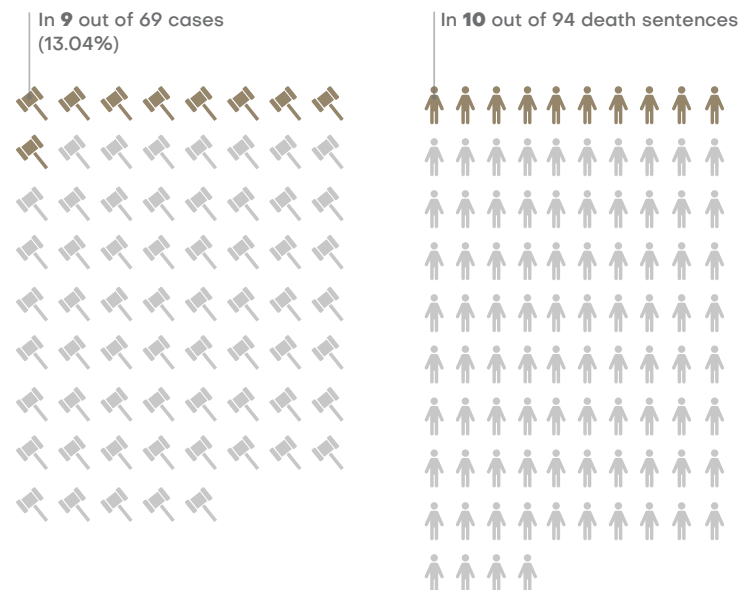 In 9 out of 69 cases
(13.04%)
In 10 out of 94 death sentences